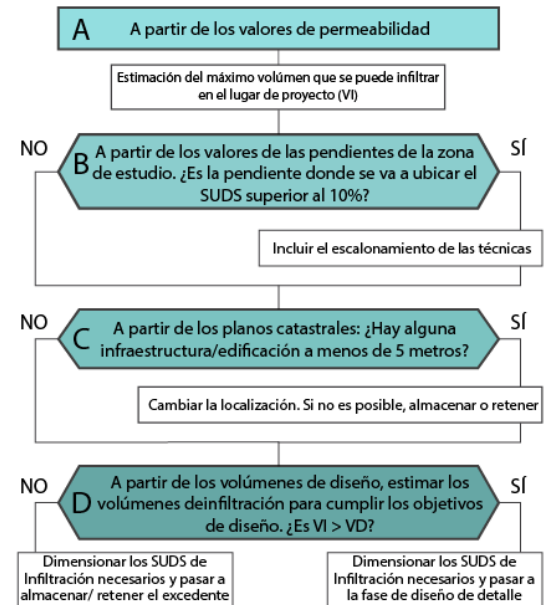 A A partir de los valores de permeabilidad
Estimación del máximo volúmen que se puede infiltrar
en el lugar de proyecto (VI)
NO
SÍ
B A partir de los valores de las pendientes de la zona
de estudio. ¿Es la pendiente donde se va a ubicar el
SUDS superior al 10%?
Incluir el escalonamiento de las técnicas
NO
SÍ
C A partir de los planos catastrales: ¿Hay alguna
infraestructura/edificación a menos de 5 metros?
Cambiar la localización. Si no es posible, almacenar o retener
NO
SÍ
D A partir de los volúmenes de diseño, estimar los
volúmenes deinfiltración para cumplir los objetivos
de diseño. ¿Es VI > VD?
Dimensionar los SUDS de
Infiltración necesarios y pasar a
almacenar/ retener el excedente
Dimensionar los SUDS de
Infiltración necesarios y pasar a
la fase de diseño de detalle